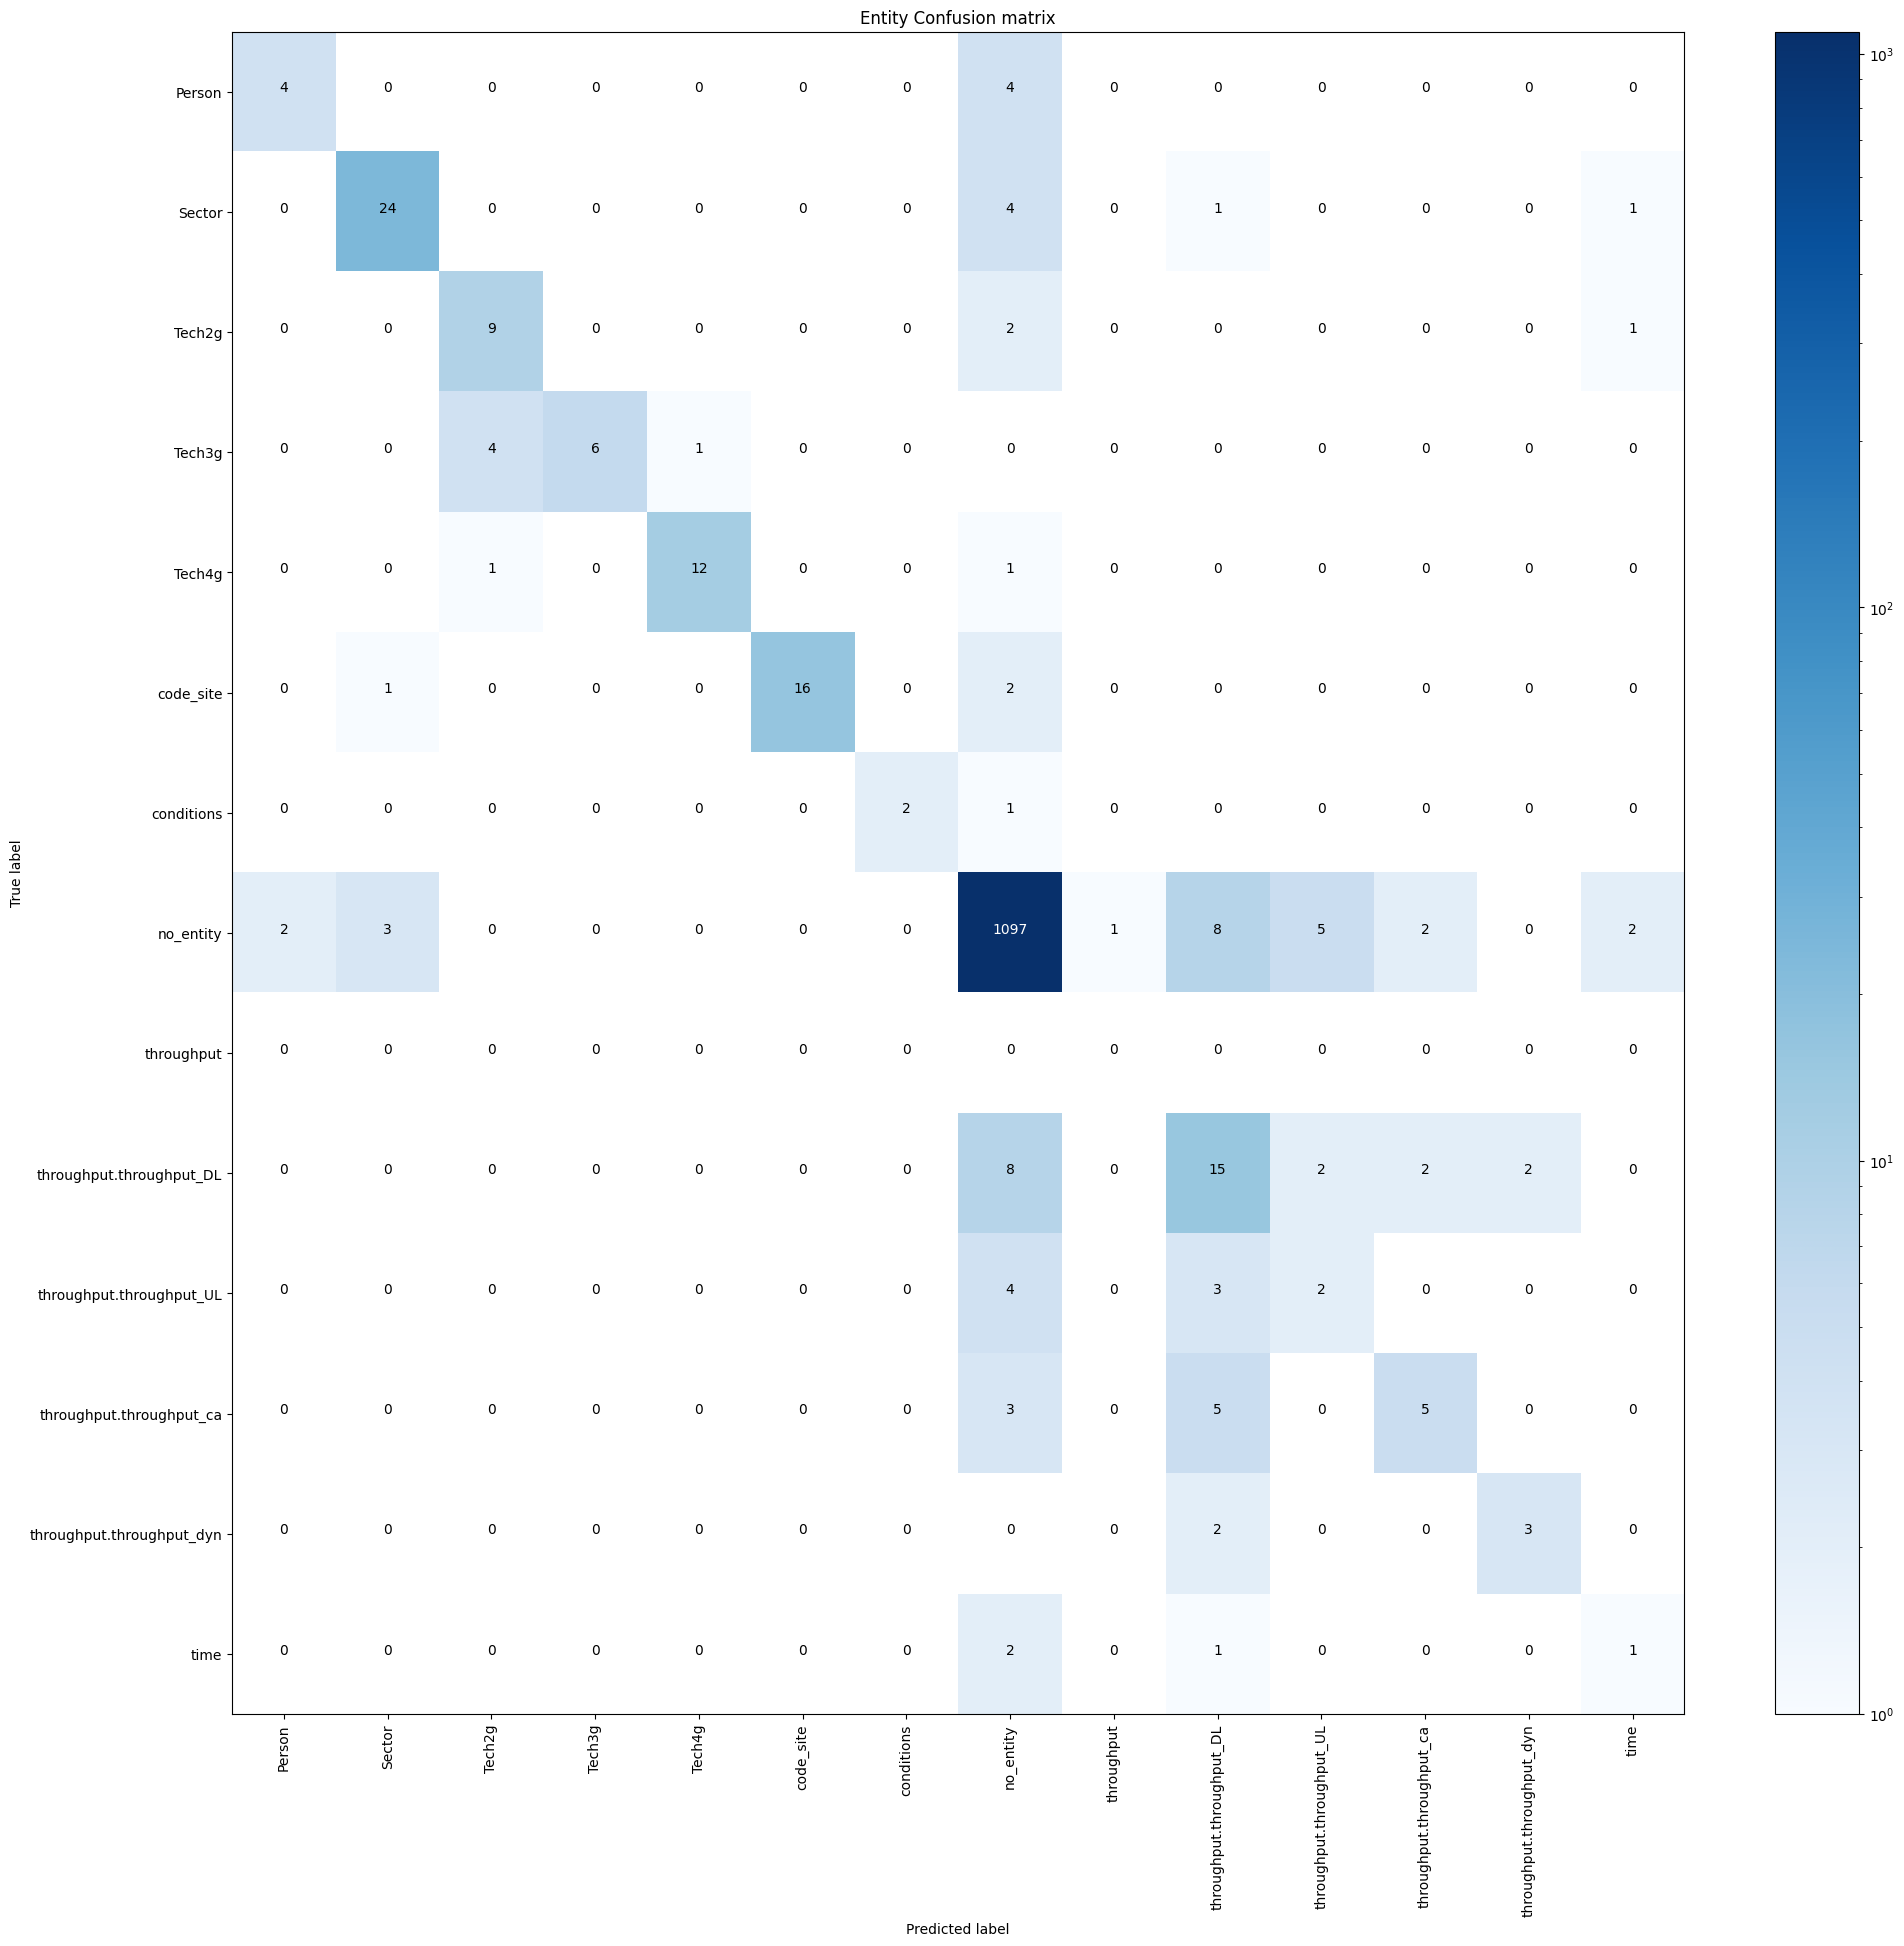 Entity Confusion matrix
True label
Person 4 0 0 0 0 0 0 4 0 0 0 0 0 0
Sector 0 24 0 0 0 0 0 4 0 1 0 0 0 1
Tech2g 0 0 9 0 0 0 0 2 0 0 0 0 0 1
Tech3g 0 0 4 6 1 0 0 0 0 0 0 0 0 0
Tech4g 0 0 1 0 12 0 0 1 0 0 0 0 0 0
code_site 0 1 0 0 0 16 0 2 0 0 0 0 0 0
conditions 0 0 0 0 0 0 2 1 0 0 0 0 0 0
no_entity 2 3 0 0 0 0 0 1097 1 8 5 2 0 2
throughput 0 0 0 0 0 0 0 0 0 0 0 0 0 0
throughput.throughput_DL 0 0 0 0 0 0 0 8 0 15 2 2 2 0
throughput.throughput_UL 0 0 0 0 0 0 0 4 0 3 2 0 0 0
throughput.throughput_ca 0 0 0 0 0 0 0 3 0 5 0 5 0 0
throughput.throughput_dyn 0 0 0 0 0 0 0 0 0 2 0 0 3 0
time 0 0 0 0 0 0 0 2 0 1 0 0 0 1
Person
Sector
Tech2g
Tech3g
Tech4g
code_site
conditions
no_entity
throughput
throughput.throughput_DL
throughput.throughput_UL
throughput.throughput_ca
throughput.throughput_dyn
time
Predicted label
10³
10²
10¹
10⁰